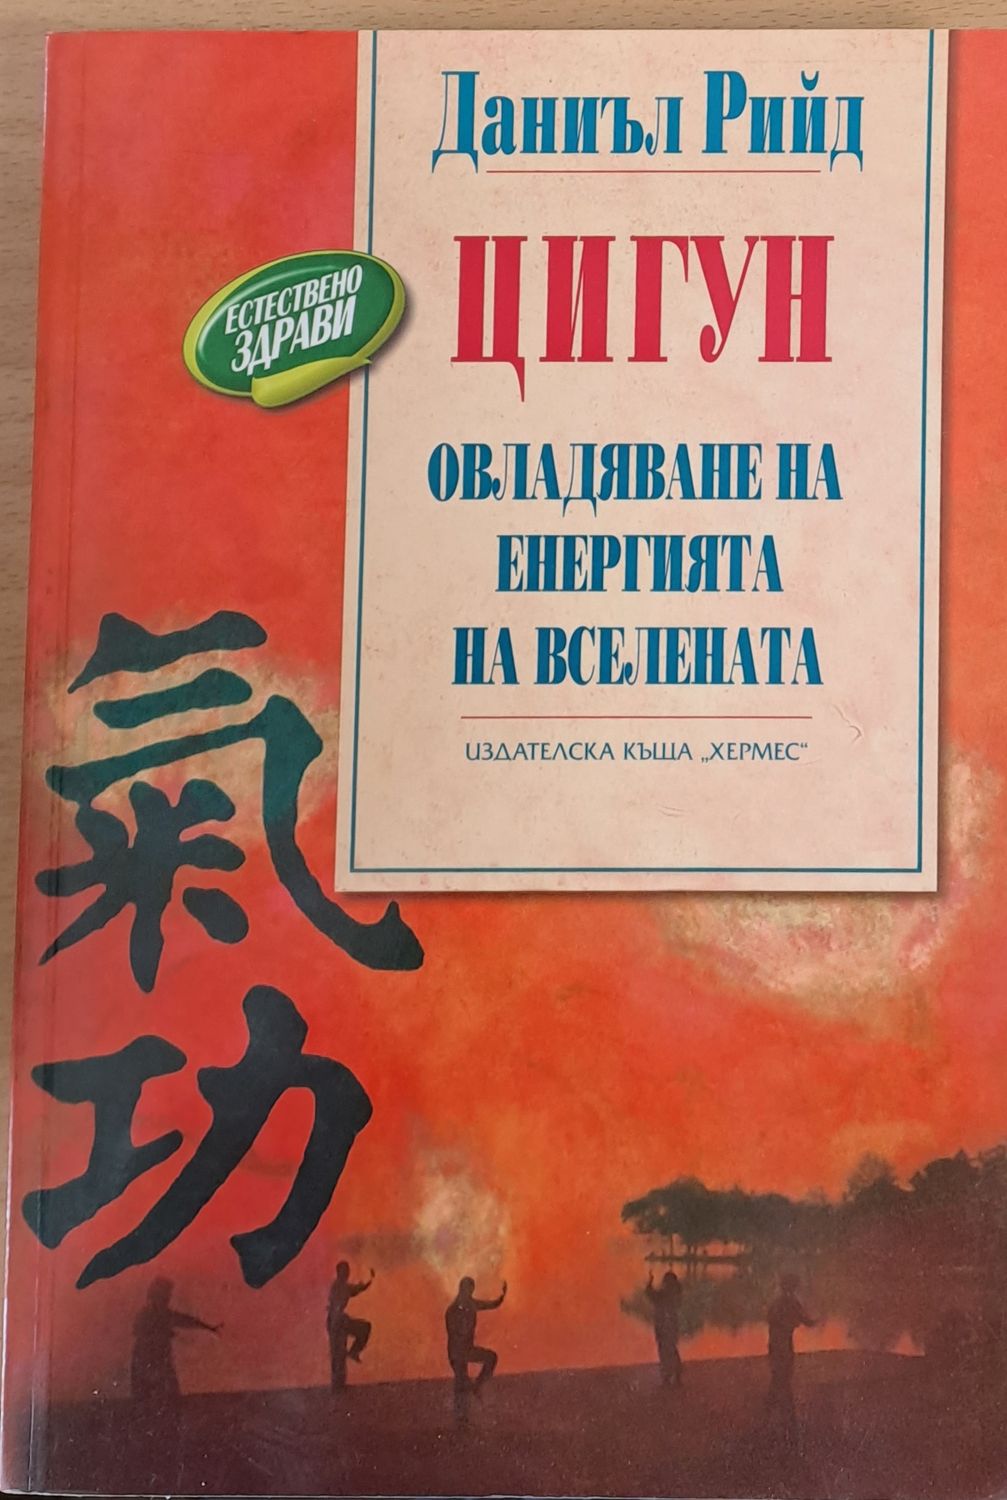 Даниъл Рийд
ЦИГУН
ЕСТЕСТВЕНО
ЗДРАВИ
ОВЛАДЯВАНЕ НА
ЕНЕРГИЯТА
НА ВСЕЛЕНАТА
ИЗДАТЕЛСКА КЪЩА „ХЕРМЕС“
氣
功